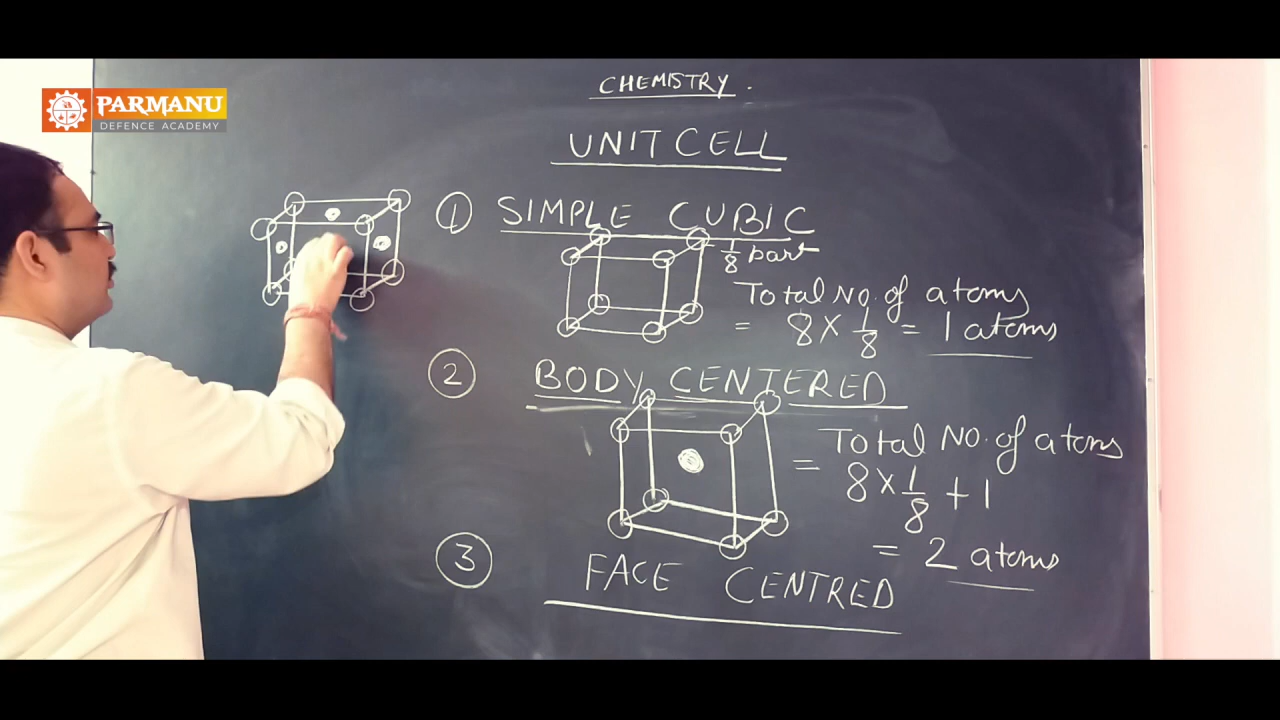 PARMANU
DEFENCE ACADEMY
CHEMISTRY.
UNIT CELL
1 SIMPLE CUBIC
1/8 part
Total No. of atoms
= 8 × 1/8 = 1 atoms
2 BODY CENTERED
Total NO. of atoms
= 8 × 1/8 + 1
= 2 atoms
3 FACE CENTRED